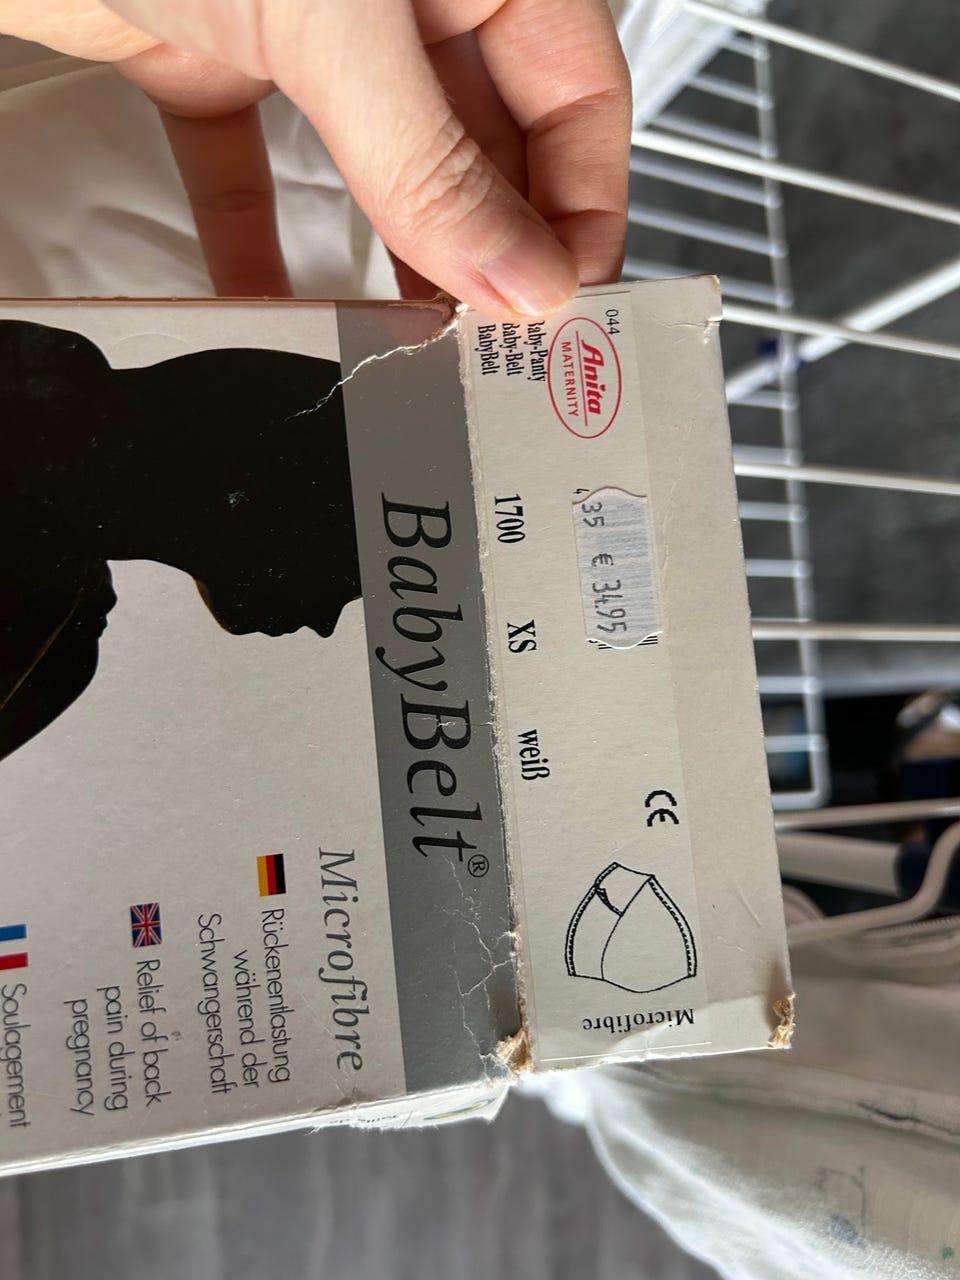 044
Anita
MATERNITY
Baby-Panty
Baby-Belt
BabyBelt
4
35 € 34.95
1700 XS weiß
CE
Microfibre
BabyBelt®
Microfibre
Rückenentlastung
während der
Schwangerschaft
Relief of back
pain during
pregnancy
Soulagement